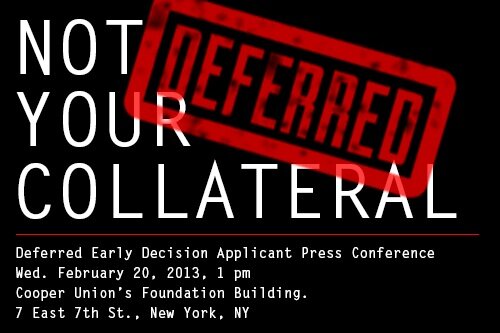 NOT
DEFERRED
YOUR
COLLATERAL
Deferred Early Decision Applicant Press Conference
Wed. February 20, 2013, 1 pm
Cooper Union's Foundation Building.
7 East 7th St., New York, NY